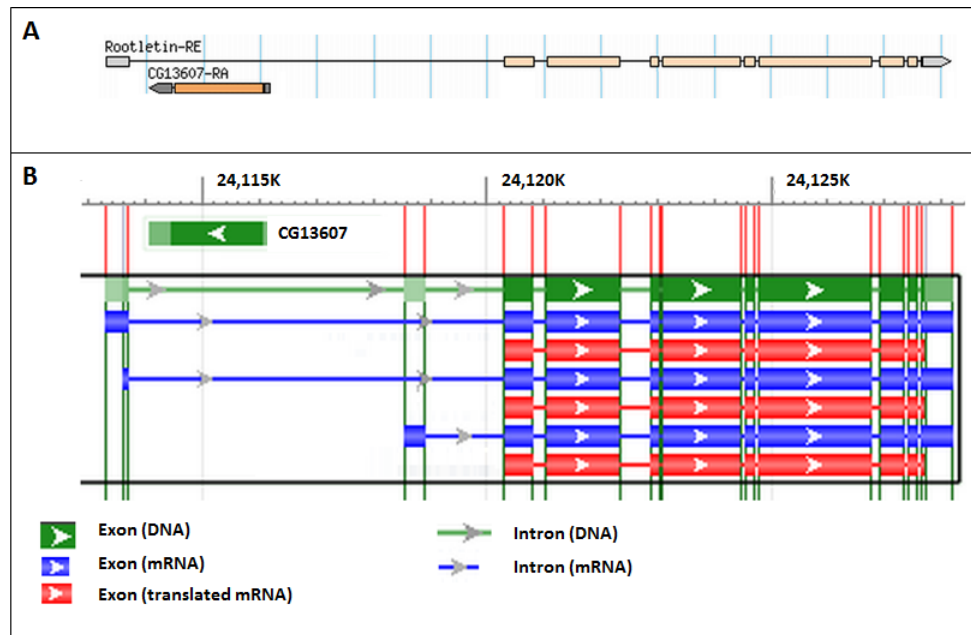 A
Rootletin-RE
CG13607-RA
B
24,115K 24,120K 24,125K
CG13607
Exon (DNA) Intron (DNA)
Exon (mRNA) Intron (mRNA)
Exon (translated mRNA)